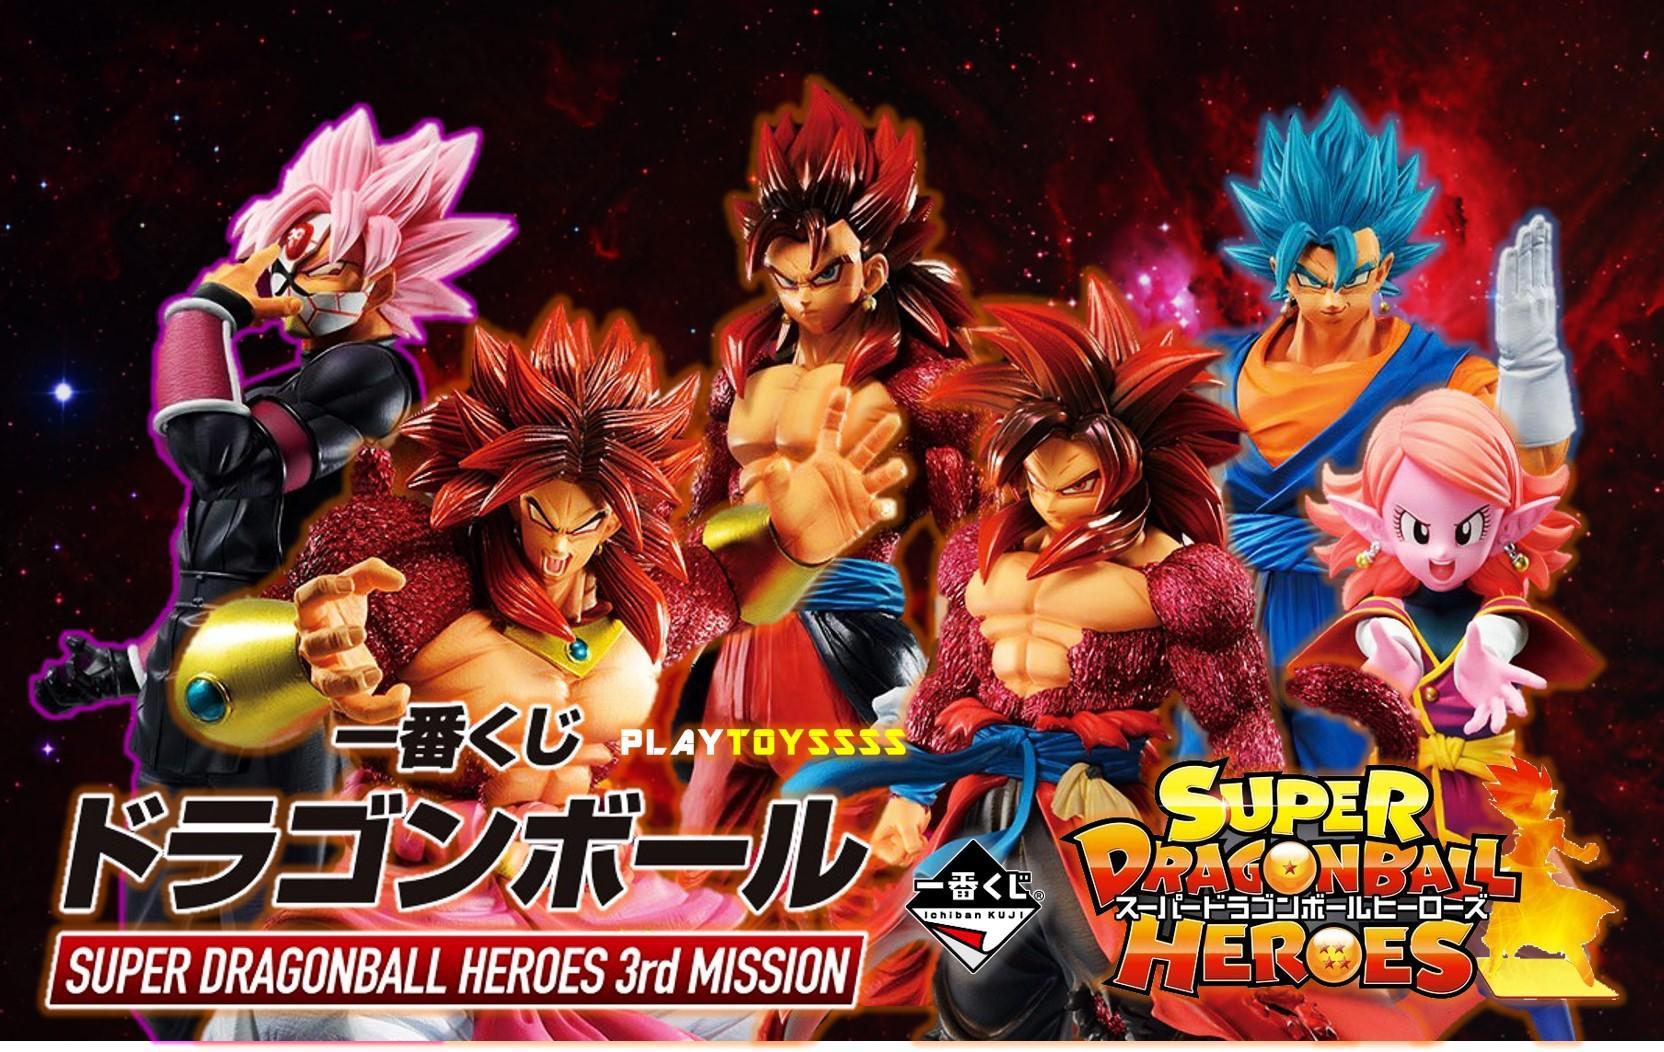 一番くじ
PLAYTOYSSSS
ドラゴンボール
SUPER DRAGONBALL HEROES 3rd MISSION
一番くじ®
Ichiban KUJI
SUPER
DRAGONBALL
スーパードラゴンボールヒーローズ
HEROES